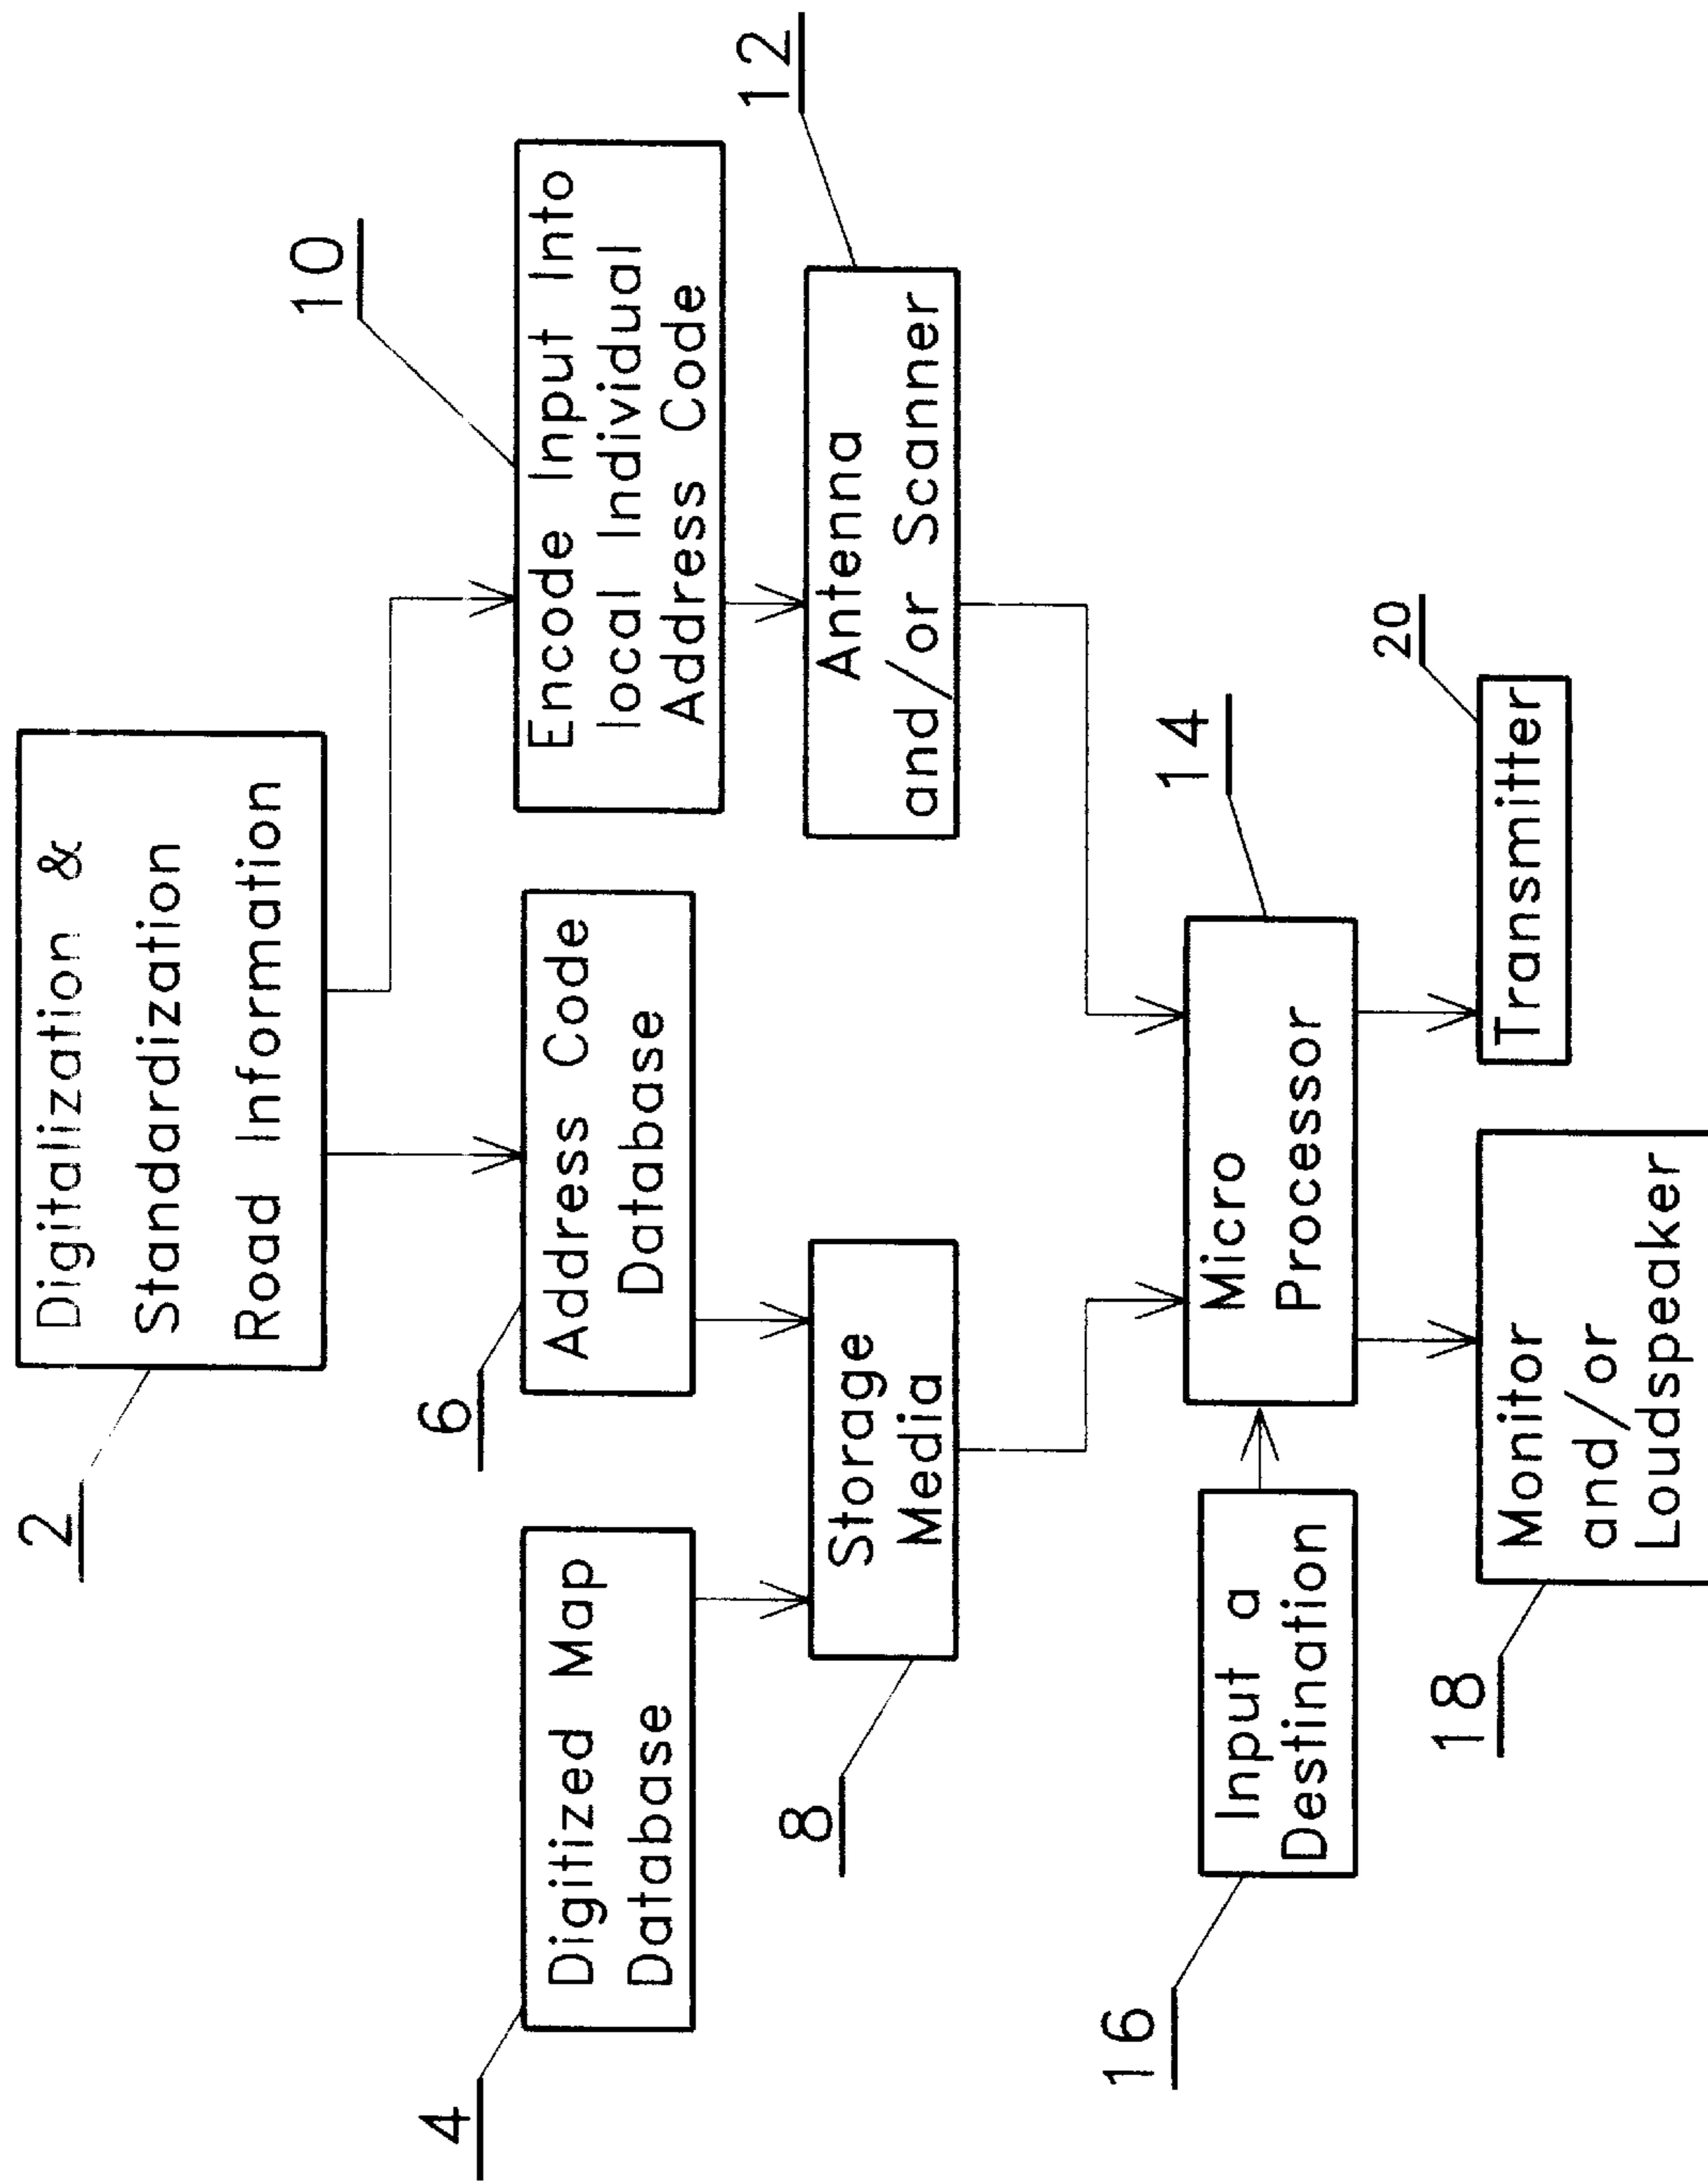 2
Digitalization &
Standardization
Road Information
4
Digitized Map
Database
6
Address Code
Database
10
Encode Input Into
local Individual
Address Code
8
Storage
Media
12
Antenna
and/or Scanner
16
Input a
Destination
14
Micro
Processor
18
Monitor
and/or
Loudspeaker
20
Transmitter